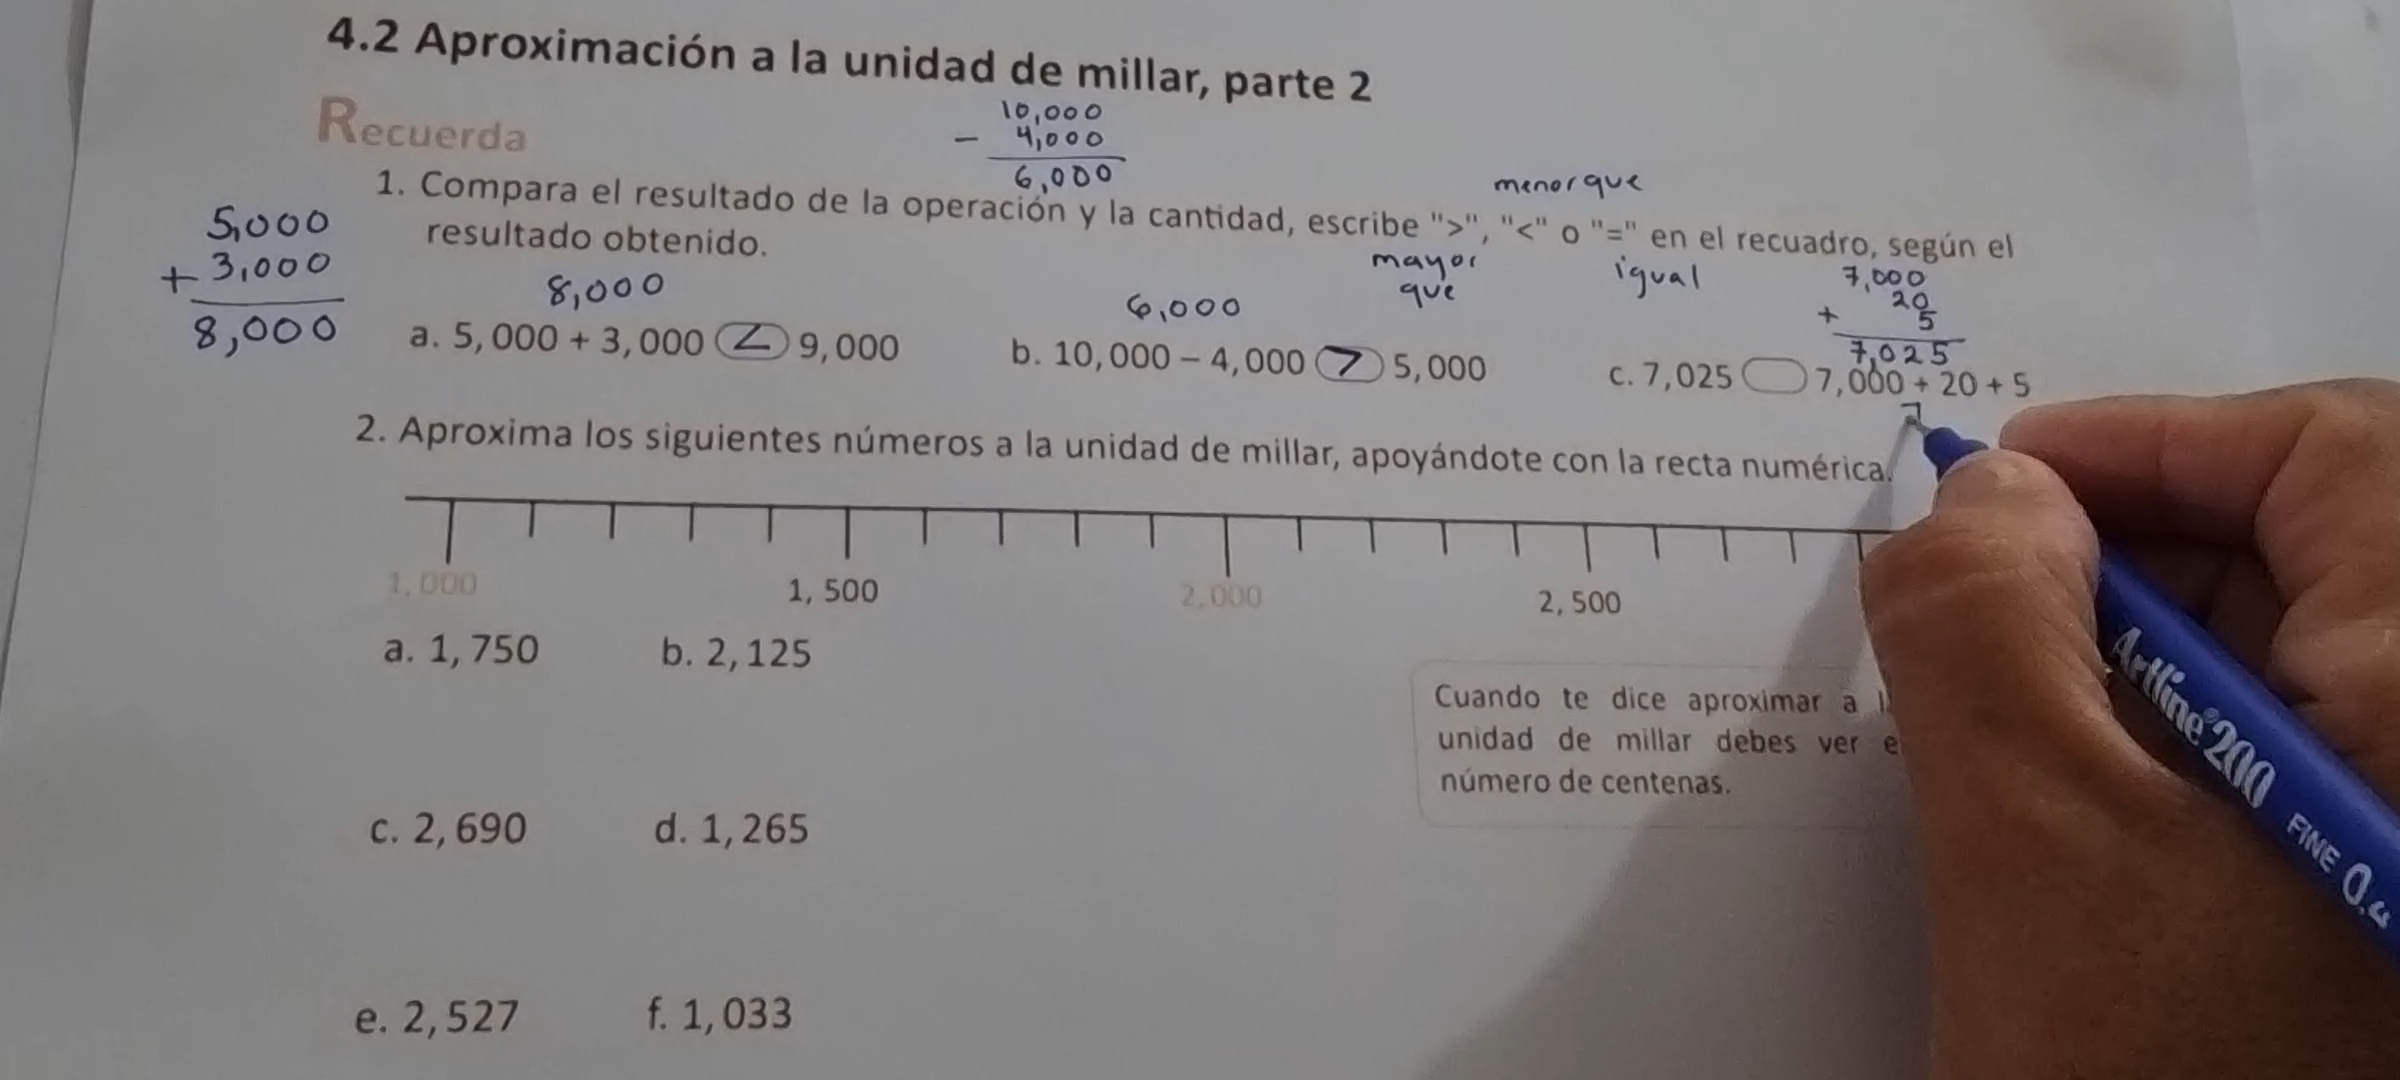 4.2 Aproximación a la unidad de millar, parte 2
Recuerda
10,000
- 4,000
6,000
menor que
1. Compara el resultado de la operación y la cantidad, escribe ">", "<" o "=" en el recuadro, según el
resultado obtenido.
mayor
que
igual
5,000
+ 3,000
8,000
8,000
a. 5,000 + 3,000 < 9,000
6,000
b. 10,000 – 4,000 > 5,000
7,000
20
+ 5
7,025
c. 7,025 7,000 + 20 + 5
7
2. Aproxima los siguientes números a la unidad de millar, apoyándote con la recta numérica.
1,000 1,500 2,000 2,500
a. 1,750 b. 2,125
Cuando te dice aproximar a
unidad de millar debes ver
número de centenas.
c. 2,690 d. 1,265
e. 2,527 f. 1,033
Artline 200 FINE 0.4